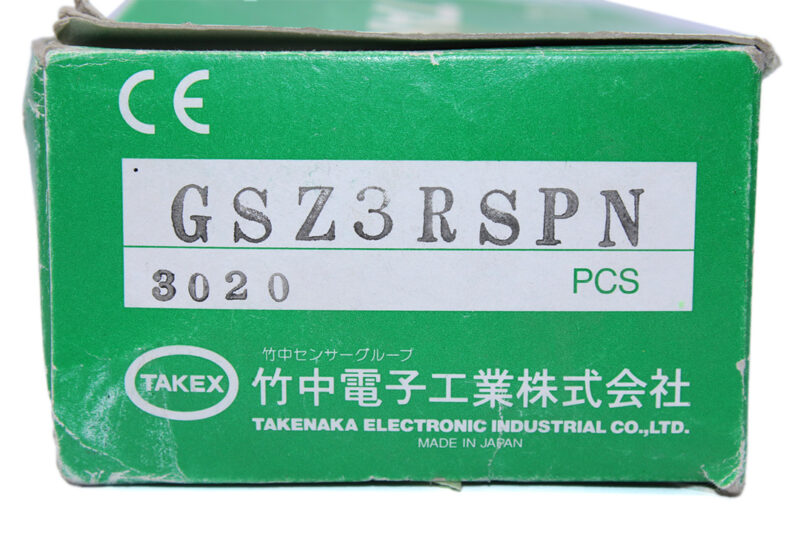 CE
GSZ3RSPN
3020 PCS
竹中センサーグループ
TAKEX 竹中電子工業株式会社
TAKENAKA ELECTRONIC INDUSTRIAL CO.,LTD.
MADE IN JAPAN